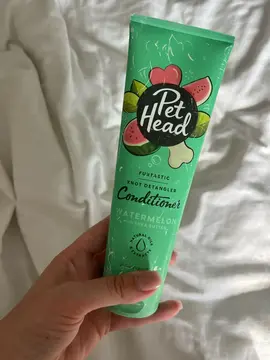 Pet
Head
FURTASTIC
KNOT DETANGLER
Conditioner
WATERMELON